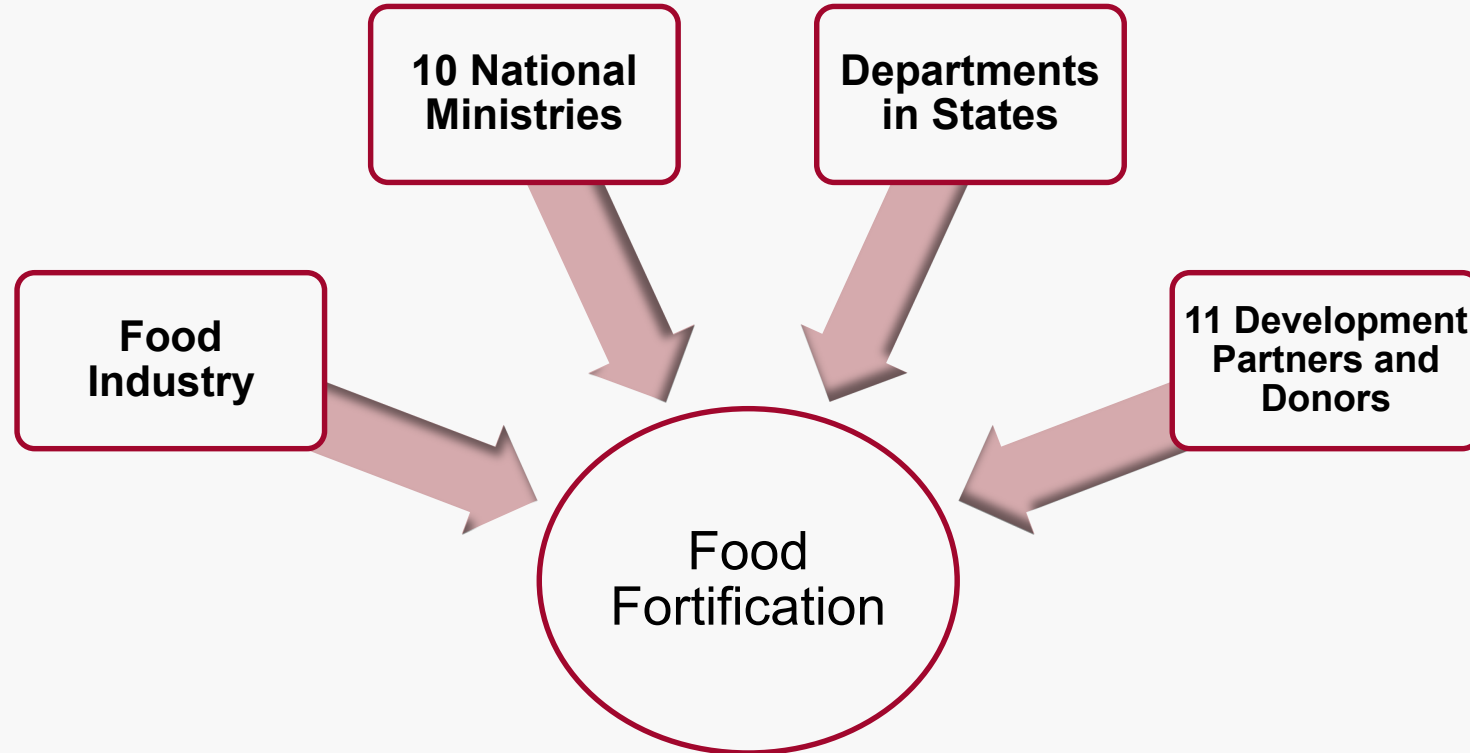 10 National
Ministries
Departments
in States
Food
Industry
11 Development
Partners and
Donors
Food
Fortification